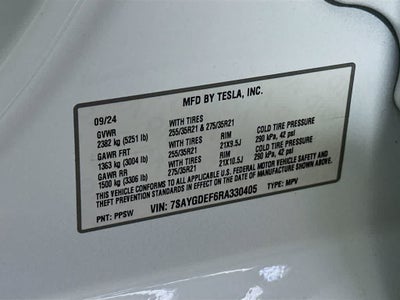 MFD BY TESLA, INC.
09/24
GVWR WITH TIRES
2382 kg (5251 lb) 255/35R21 & 275/35R21
GAWR FRT WITH TIRES RIM COLD TIRE PRESSURE
1363 kg (3004 lb) 255/35R21 21X9.5J 290 kPa, 42 psi
GAWR RR WITH TIRES RIM COLD TIRE PRESSURE
1500 kg (3306 lb) 275/35R21 21X10.5J 290 kPa, 42 psi
THIS VEHICLE CONFORMS TO ALL APPLICABLE FEDERAL MOTOR VEHICLE SAFETY AND
THEFT PREVENTION STANDARDS IN EFFECT ON THE DATE OF MANUFACTURE SHOWN ABOVE.
PNT: PPSW VIN: 7SAYGDEF6RA330405 TYPE: MPV